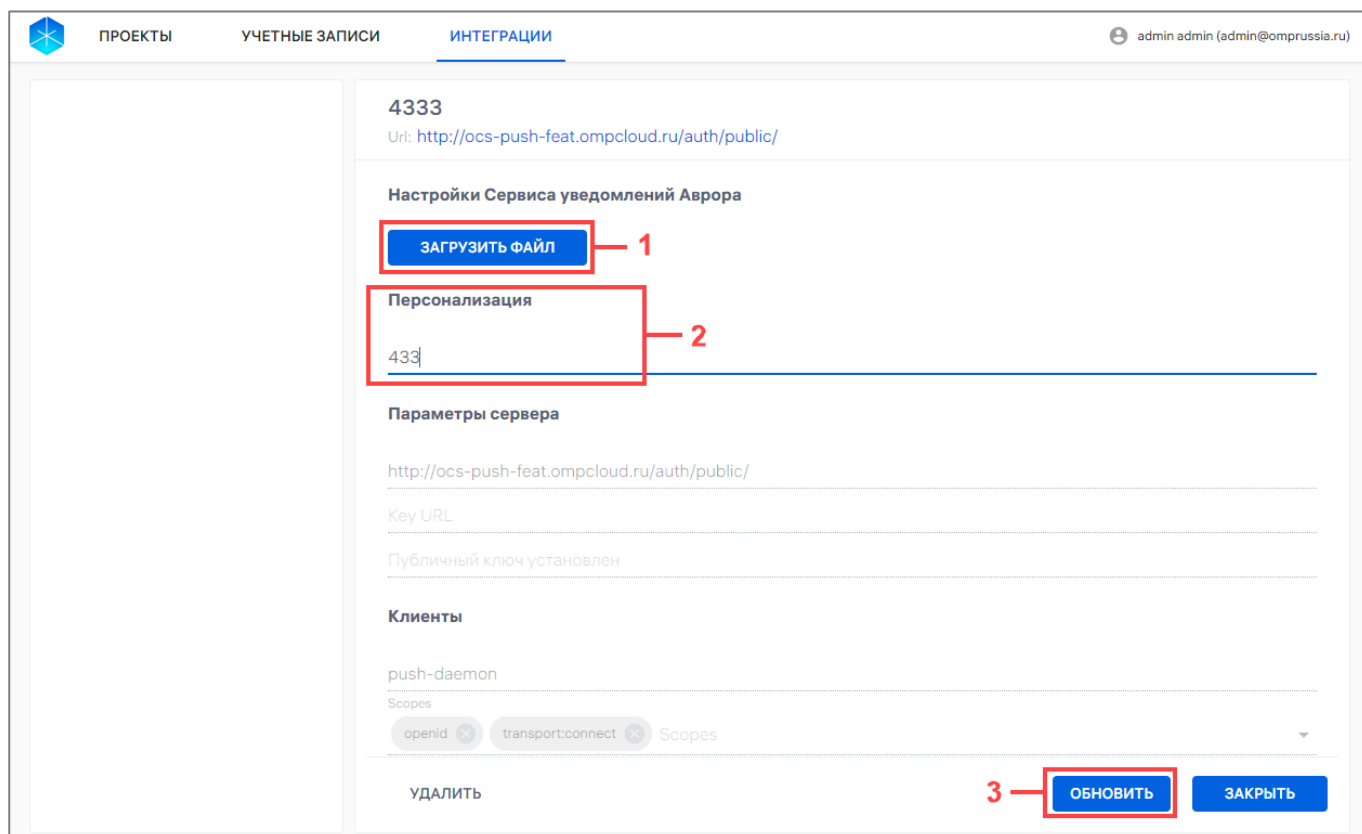 ПРОЕКТЫ УЧЕТНЫЕ ЗАПИСИ ИНТЕГРАЦИИ admin admin (admin@omprussia.ru)
4333
Url: http://ocs-push-feat.ompcloud.ru/auth/public/
Настройки Сервиса уведомлений Аврора
ЗАГРУЗИТЬ ФАЙЛ 1
Персонализация
2
433
Параметры сервера
http://ocs-push-feat.ompcloud.ru/auth/public/
Key URL
Публичный ключ установлен
Клиенты
push-daemon
Scopes
openid transport:connect Scopes
УДАЛИТЬ 3 ОБНОВИТЬ ЗАКРЫТЬ